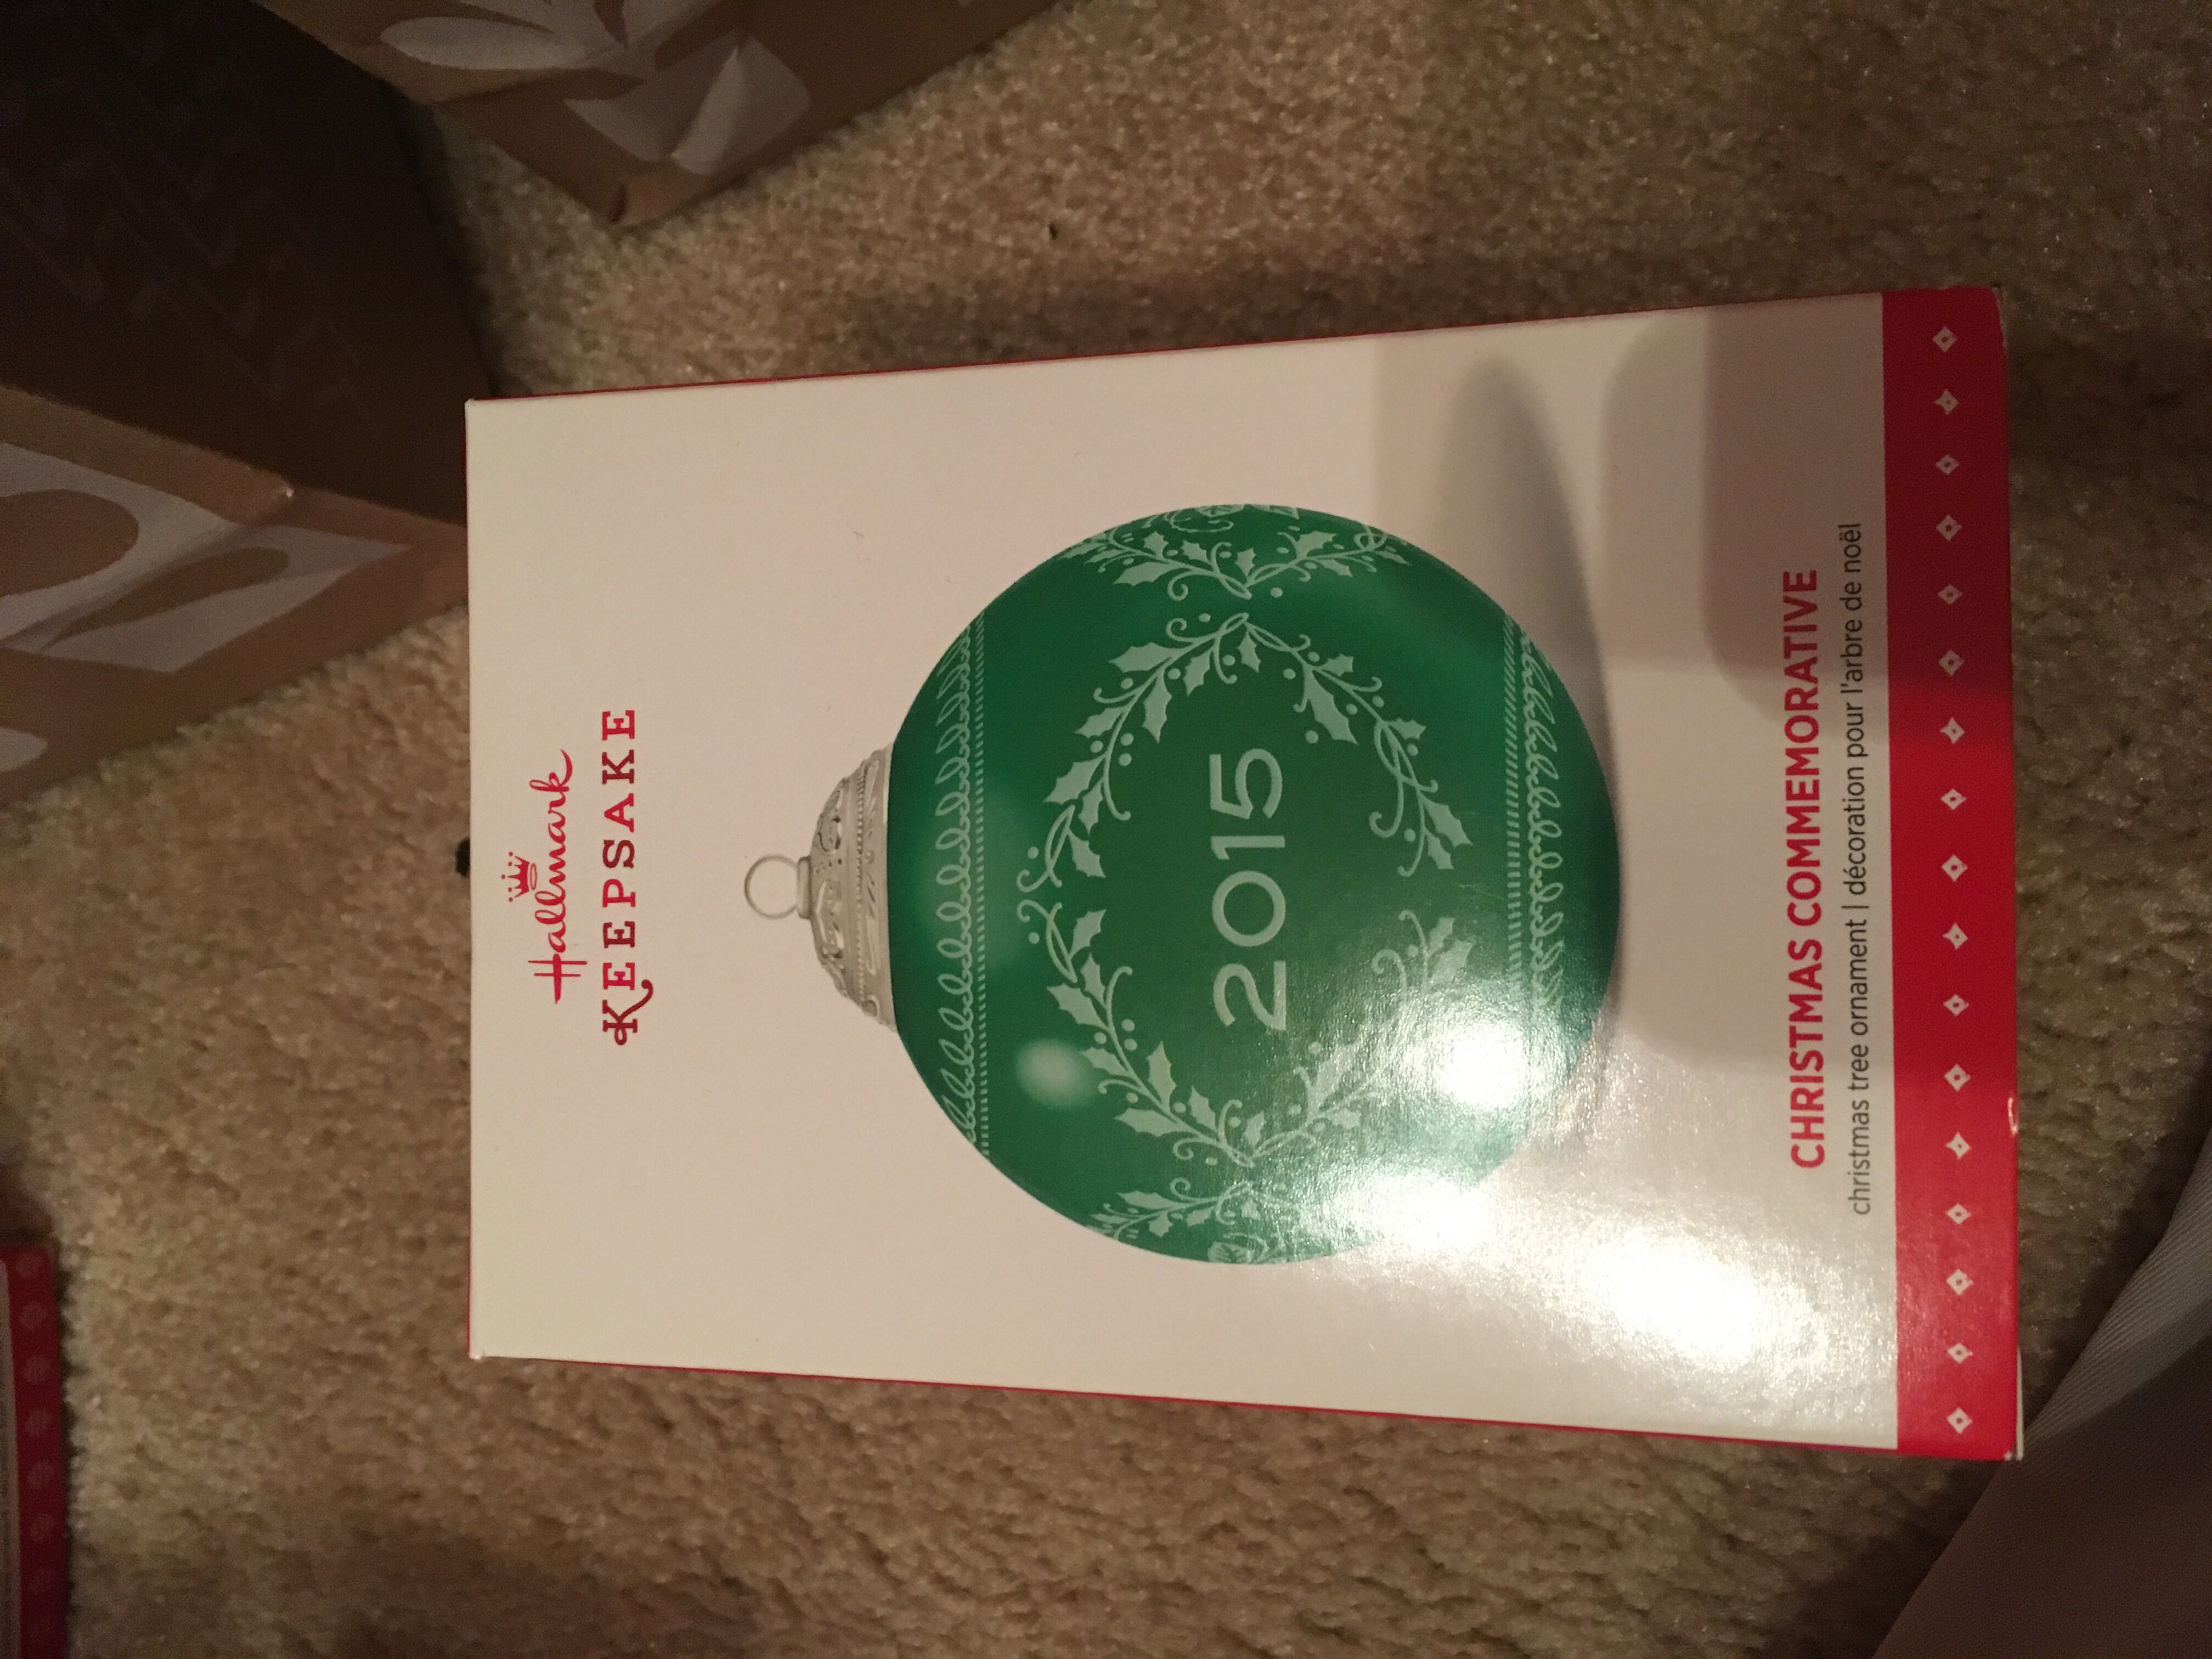 Hallmark
KEEPSAKE
2015
CHRISTMAS COMMEMORATIVE
christmas tree ornament | décoration pour l'arbre de noël